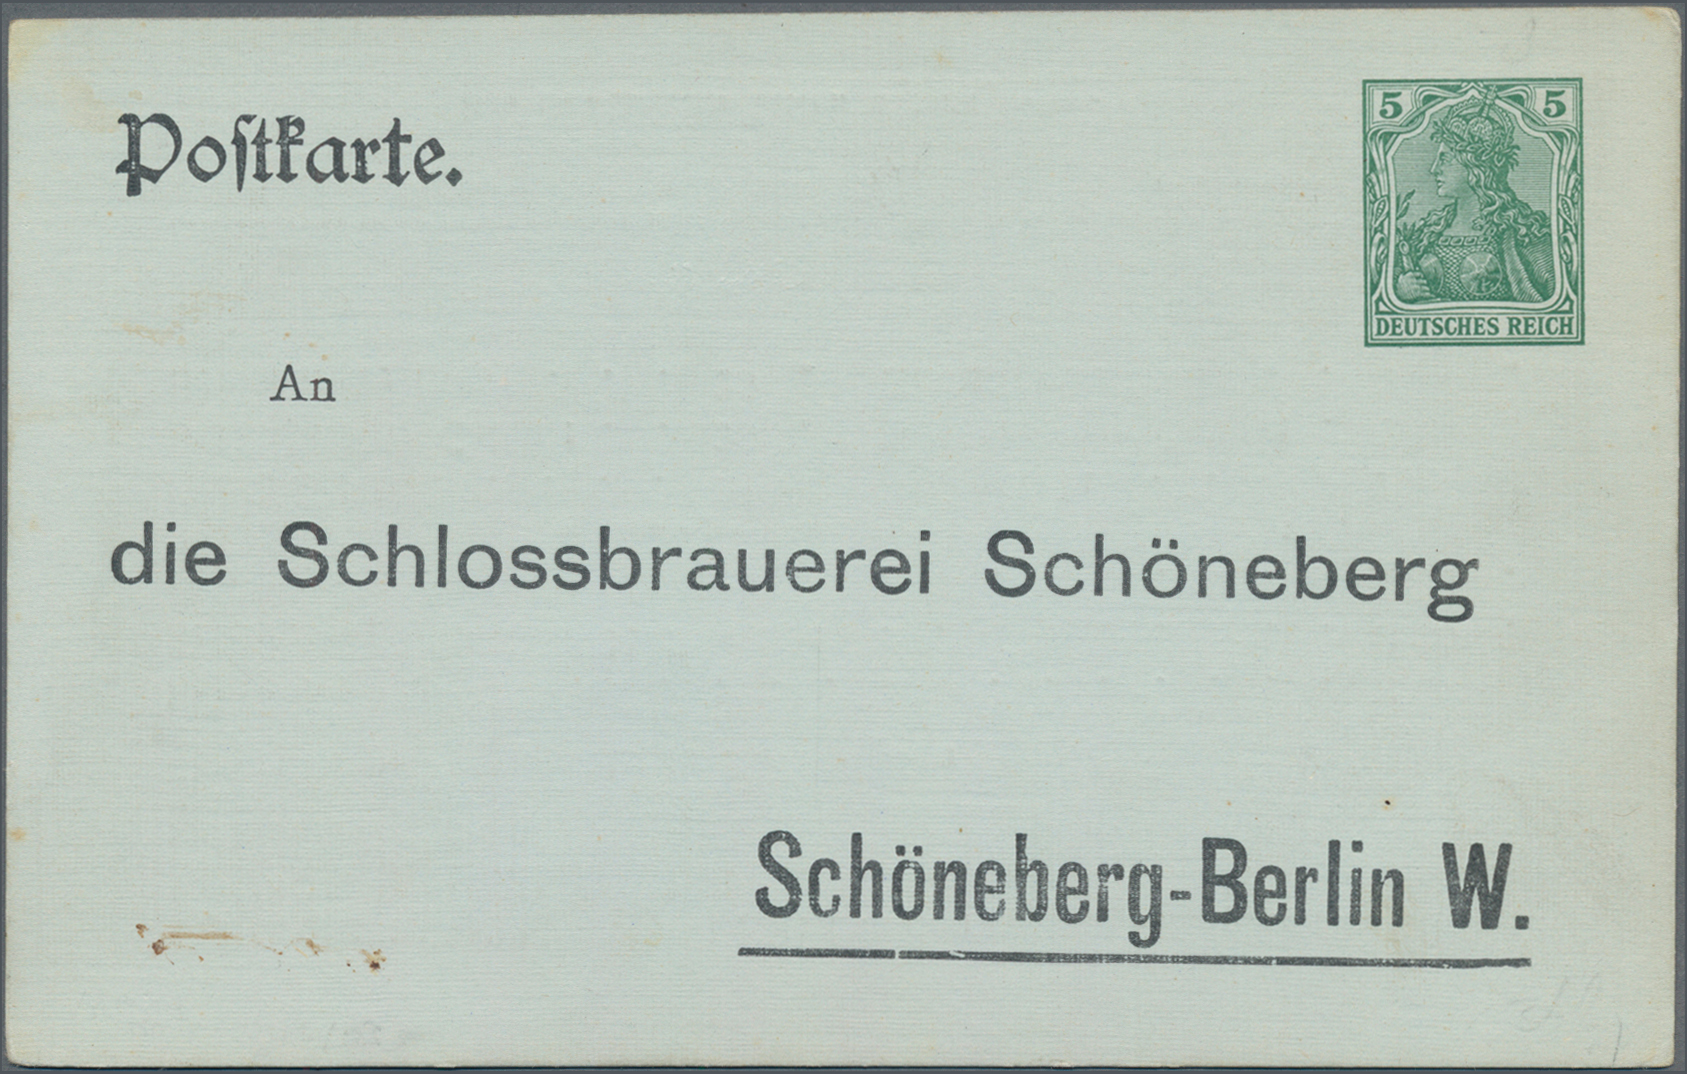 Poſtkarte.
5 5
DEUTSCHES REICH
An
die Schlossbrauerei Schöneberg
Schöneberg-Berlin W.